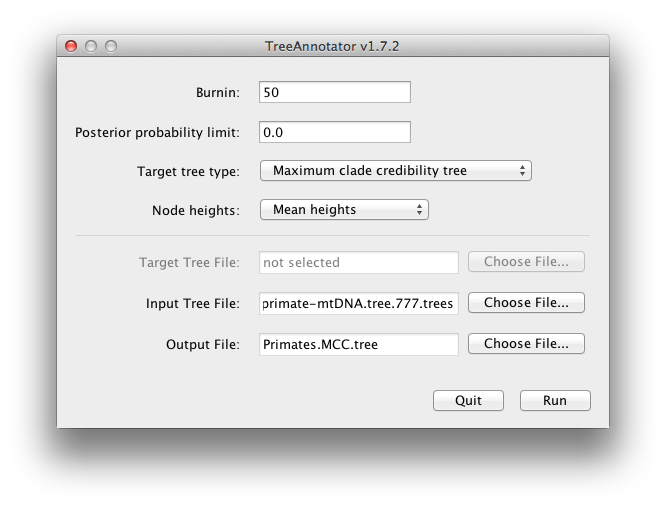 TreeAnnotator v1.7.2
Burnin: 50
Posterior probability limit: 0.0
Target tree type: Maximum clade credibility tree
Node heights: Mean heights
Target Tree File: not selected Choose File...
Input Tree File: primate-mtDNA.tree.777.trees Choose File...
Output File: Primates.MCC.tree Choose File...
Quit Run